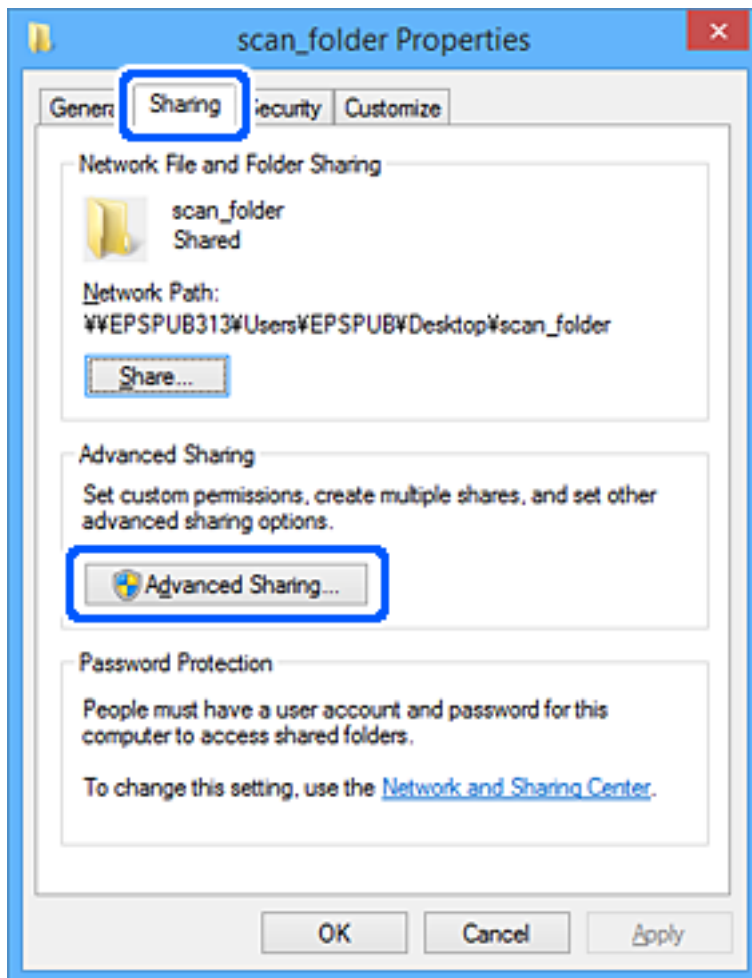 scan_folder Properties
General Sharing Security Customize
Network File and Folder Sharing
scan_folder
Shared
Network Path:
¥¥EPSPUB313¥Users¥EPSPUB¥Desktop¥scan_folder
Share...
Advanced Sharing
Set custom permissions, create multiple shares, and set other
advanced sharing options.
Advanced Sharing...
Password Protection
People must have a user account and password for this
computer to access shared folders.
To change this setting, use the Network and Sharing Center.
OK Cancel Apply